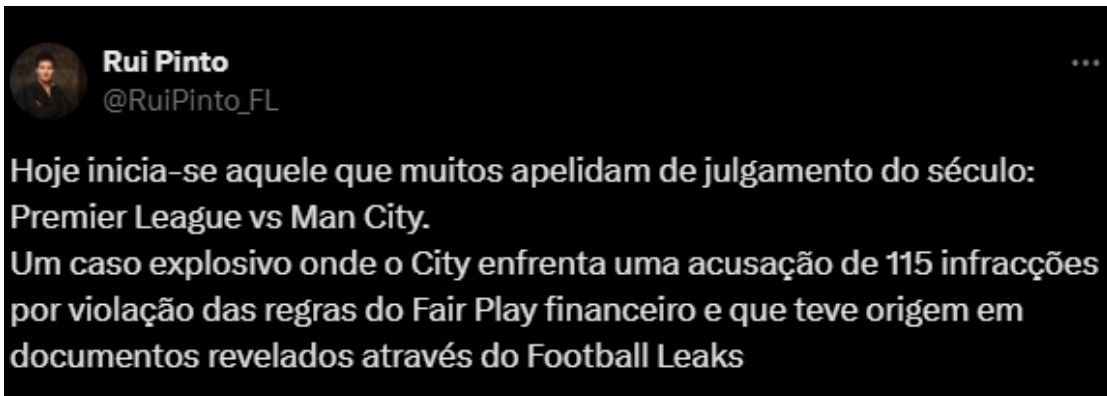 Rui Pinto
@RuiPinto_FL
Hoje inicia-se aquele que muitos apelidam de julgamento do século:
Premier League vs Man City.
Um caso explosivo onde o City enfrenta uma acusação de 115 infracções
por violação das regras do Fair Play financeiro e que teve origem em
documentos revelados através do Football Leaks